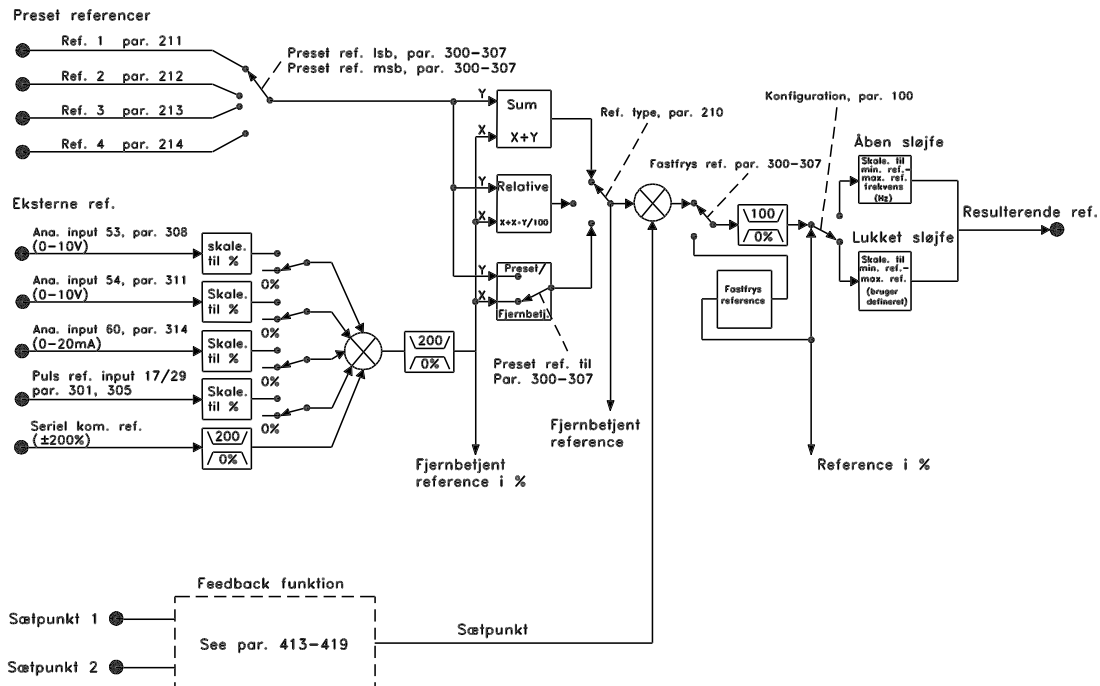 Preset referencer
Ref. 1 par. 211
Ref. 2 par. 212
Ref. 3 par. 213
Ref. 4 par. 214
Preset ref. lsb, par. 300-307
Preset ref. msb, par. 300-307
Y
Sum
X
X+Y
Y
Relative
X
X+X-Y/100
Y
Preset/
X
Fjernbetj.
Preset ref. til
Par. 300-307
Ref. type, par. 210
Fjernbetjent
reference
Fastfrys ref. par. 300-307
100
0%
Fastfrys
reference
Konfiguration, par. 100
Åben sløjfe
Skale. til
min. ref.-
max. ref.
frekvens
(Hz)
Lukket sløjfe
Skale. til
min. ref.-
max. ref.
(bruger
defineret)
Resulterende ref.
Reference i %
Eksterne ref.
Ana. input 53, par. 308
(0-10V)
skale.
til %
0%
Ana. input 54, par. 311
(0-10V)
Skale.
til %
0%
Ana. input 60, par. 314
(0-20mA)
Skale.
til %
0%
Puls ref. input 17/29
par. 301, 305
Skale.
til %
0%
Seriel kom. ref.
(±200%)
200
0%
200
0%
Fjernbetjent
reference i %
Feedback funktion
Sætpunkt 1
See par. 413-419
Sætpunkt
Sætpunkt 2